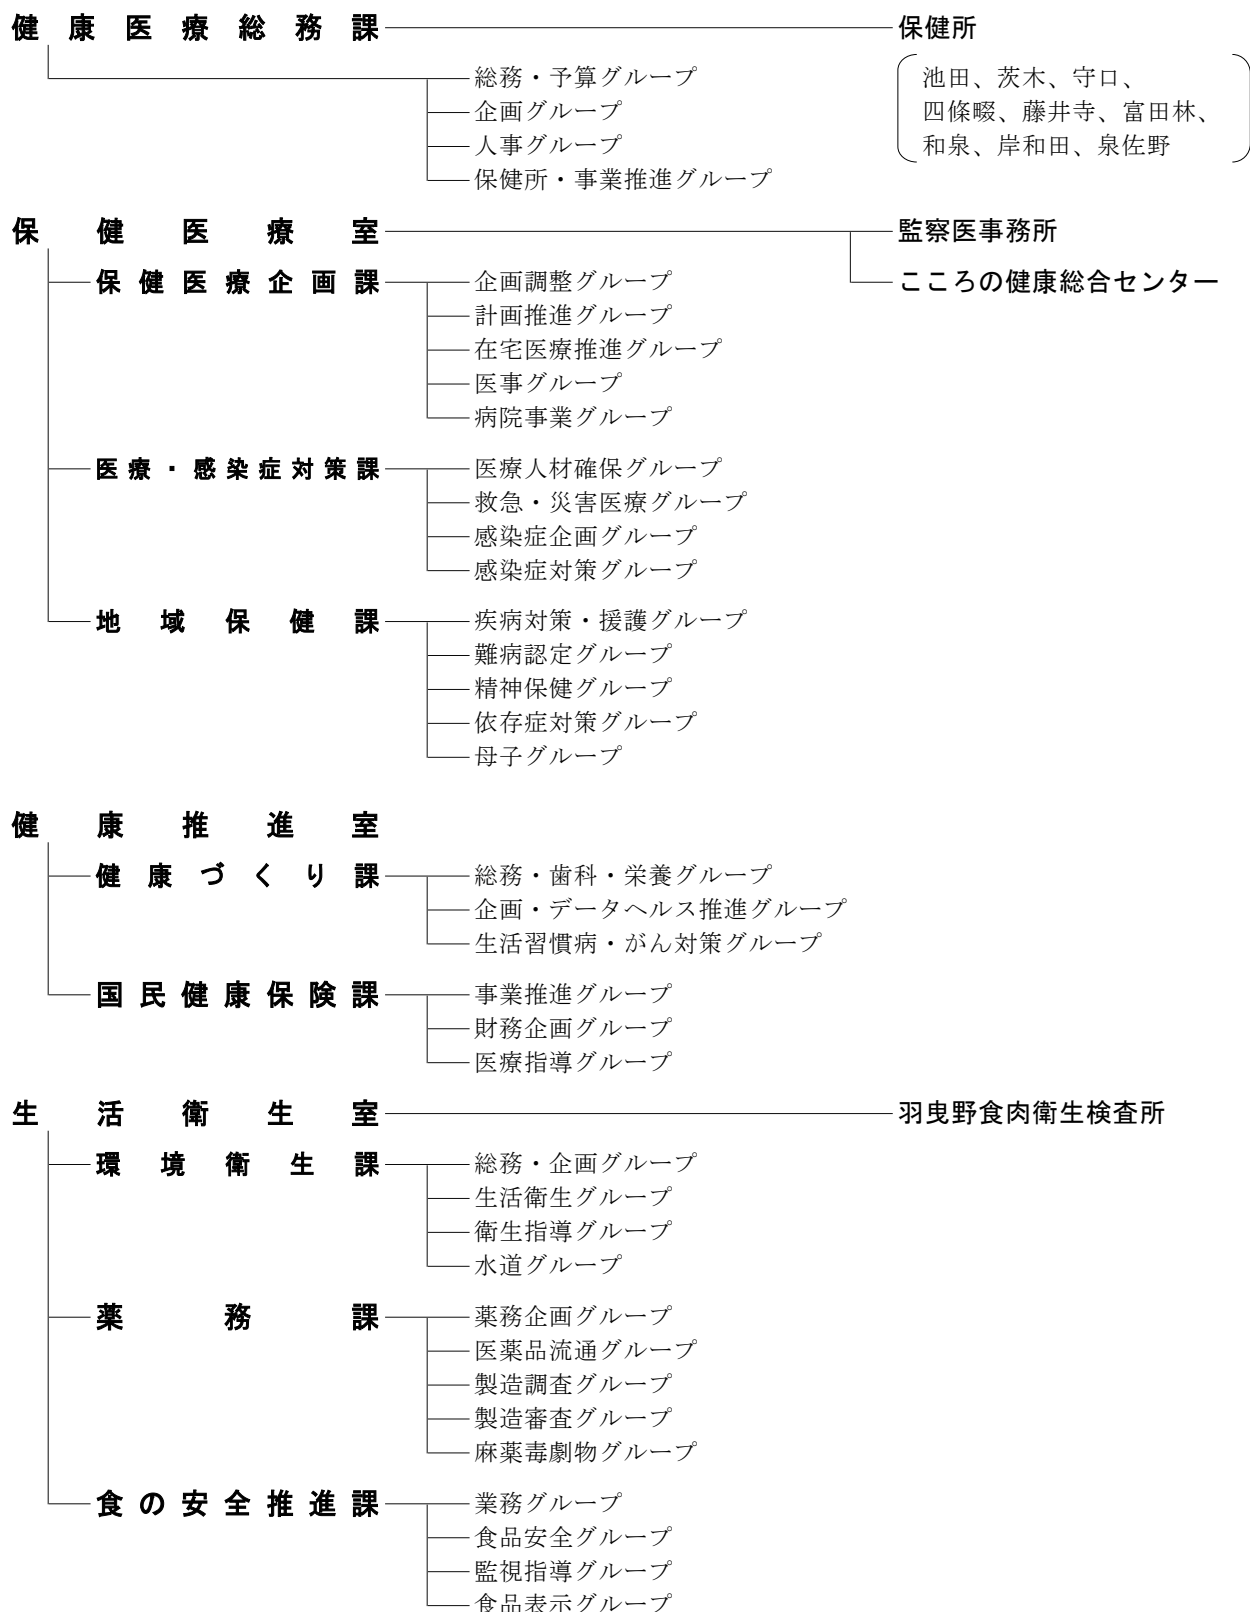 健康医療総務課 保健所
総務・予算グループ
企画グループ
人事グループ
保健所・事業推進グループ
池田、茨木、守口、
四條畷、藤井寺、富田林、
和泉、岸和田、泉佐野
保健医療室 監察医事務所
こころの健康総合センター
保健医療企画課 企画調整グループ
計画推進グループ
在宅医療推進グループ
医事グループ
病院事業グループ
医療・感染症対策課 医療人材確保グループ
救急・災害医療グループ
感染症企画グループ
感染症対策グループ
地域保健課 疾病対策・援護グループ
難病認定グループ
精神保健グループ
依存症対策グループ
母子グループ
健康推進室
健康づくり課 総務・歯科・栄養グループ
企画・データヘルス推進グループ
生活習慣病・がん対策グループ
国民健康保険課 事業推進グループ
財務企画グループ
医療指導グループ
生活衛生室 羽曳野食肉衛生検査所
環境衛生課 総務・企画グループ
生活衛生グループ
衛生指導グループ
水道グループ
薬務課 薬務企画グループ
医薬品流通グループ
製造調査グループ
製造審査グループ
麻薬毒劇物グループ
食の安全推進課 業務グループ
食品安全グループ
監視指導グループ
食品表示グループ